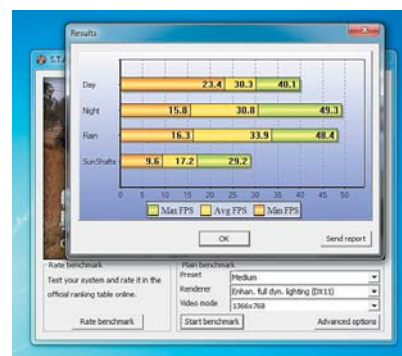 Results
S.T.A
Day 23.4 30.3 40.1
Night 15.8 30.8 49.3
Rain 16.3 33.9 48.4
SunShafts 9.6 17.2 29.2
0 5 10 15 20 25 30 35 40 45 50
Max FPS Avg FPS Min FPS
OK Send report
Rate benchmark
Test your system and rate it in the
official ranking table online.
Rate benchmark
Plain benchmark
Preset Medium
Renderer Enhan. full dyn. lighting (DX11)
Video mode 1366x768
Start benchmark Advanced options